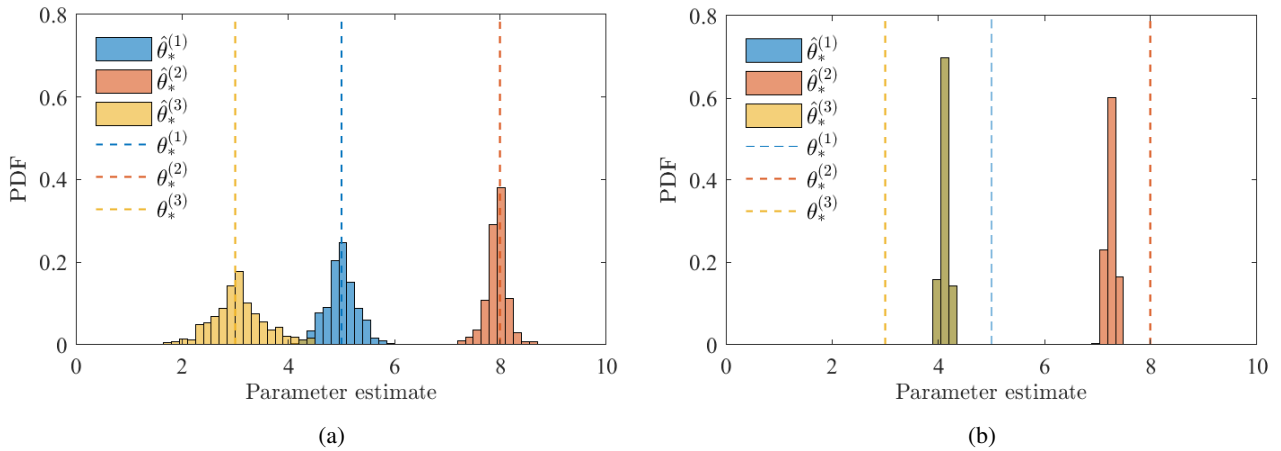 0.8
0.6
0.4
0.2
0
PDF
θ̂*^(1)
θ̂*^(2)
θ̂*^(3)
θ*^(1)
θ*^(2)
θ*^(3)
0 2 4 6 8 10
Parameter estimate
(a)
0.8
0.6
0.4
0.2
0
PDF
θ̂*^(1)
θ̂*^(2)
θ̂*^(3)
θ*^(1)
θ*^(2)
θ*^(3)
0 2 4 6 8 10
Parameter estimate
(b)